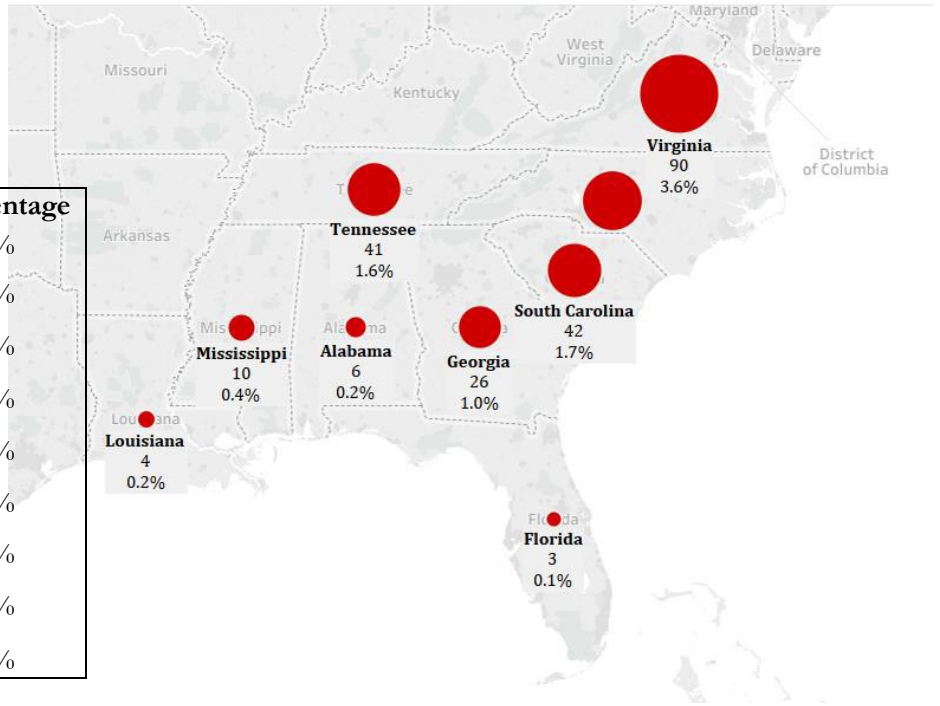 Maryland
West
Virginia
Delaware
Missouri
Kentucky
Virginia
90
3.6%
District
of Columbia
entage
%
%
%
%
%
%
%
%
%
Tennessee
41
1.6%
Arkansas
South Carolina
42
1.7%
Mississippi
10
0.4%
Alabama
6
0.2%
Georgia
26
1.0%
Louisiana
4
0.2%
Florida
3
0.1%